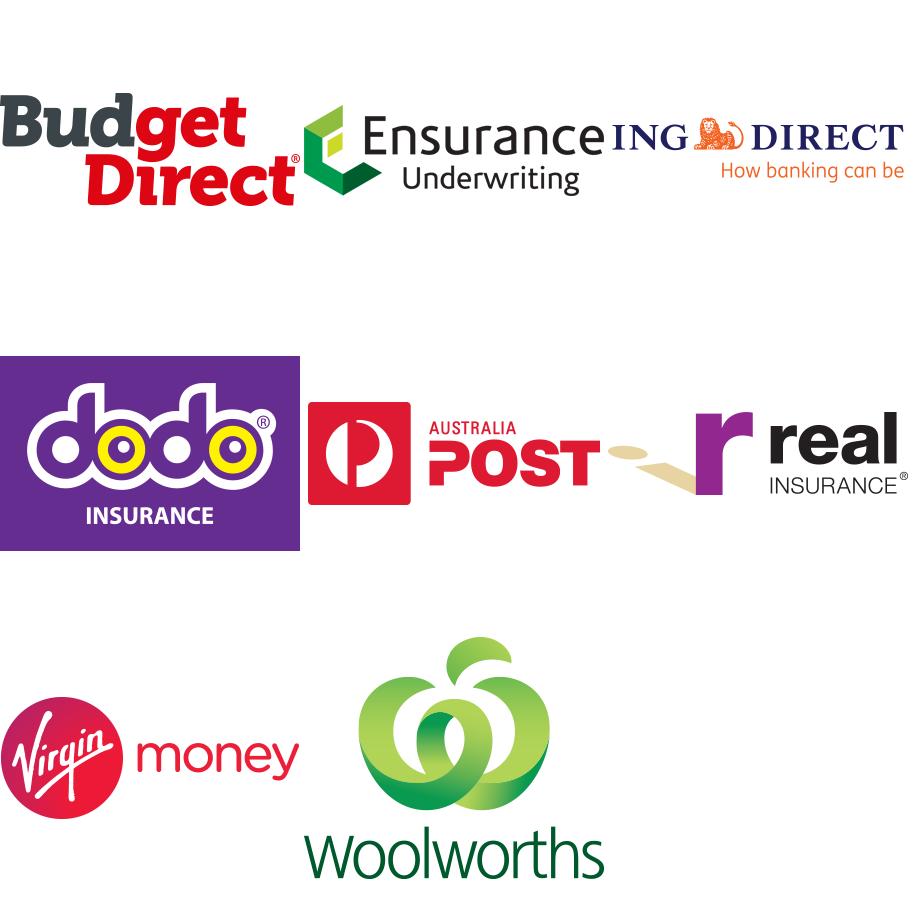 Budget
Direct®
Ensurance
Underwriting
ING DIRECT
How banking can be
dodo®
INSURANCE
AUSTRALIA
POST
r real
INSURANCE®
Virgin money
Woolworths